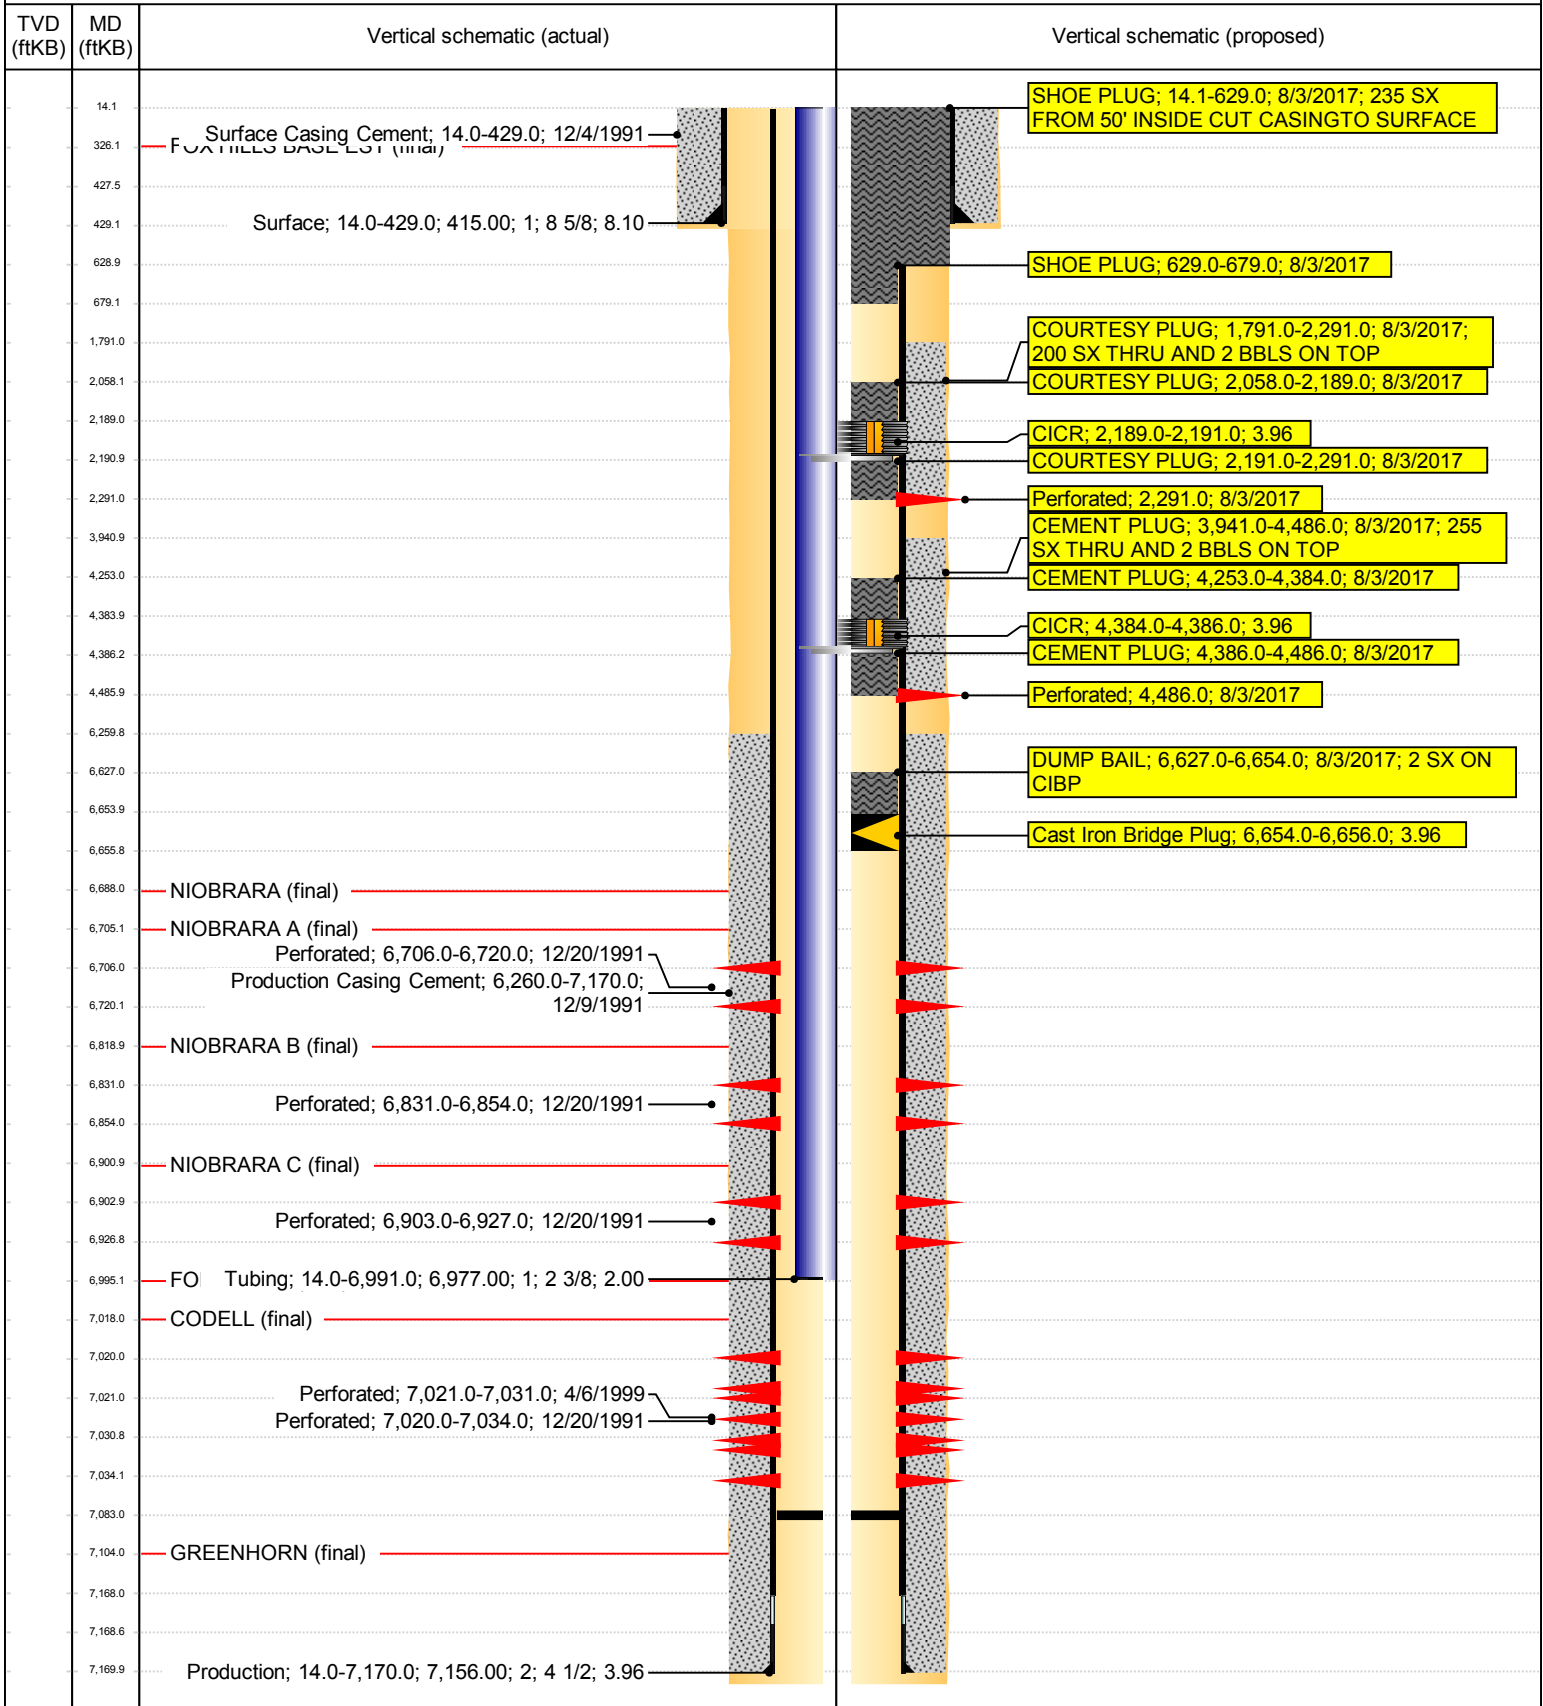 TVD (ftKB)
MD (ftKB)
Vertical schematic (actual)
Vertical schematic (proposed)
14.1
326.1
427.5
429.1
628.9
679.1
1,791.0
2,058.1
2,189.0
2,190.9
2,291.0
3,940.9
4,253.0
4,383.9
4,386.2
4,485.9
6,259.8
6,627.0
6,653.9
6,655.8
6,688.0
6,705.1
6,706.0
6,720.1
6,818.9
6,831.0
6,854.0
6,900.9
6,902.9
6,926.8
6,995.1
7,018.0
7,020.0
7,021.0
7,030.8
7,034.1
7,083.0
7,104.0
7,168.0
7,168.6
7,169.9
Surface Casing Cement; 14.0-429.0; 12/4/1991
FOX HILLS BASE EST (final)
Surface; 14.0-429.0; 415.00; 1; 8 5/8; 8.10
NIOBRARA (final)
NIOBRARA A (final)
Perforated; 6,706.0-6,720.0; 12/20/1991
Production Casing Cement; 6,260.0-7,170.0;
12/9/1991
NIOBRARA B (final)
Perforated; 6,831.0-6,854.0; 12/20/1991
NIOBRARA C (final)
Perforated; 6,903.0-6,927.0; 12/20/1991
Tubing; 14.0-6,991.0; 6,977.00; 1; 2 3/8; 2.00
CODELL (final)
Perforated; 7,021.0-7,031.0; 4/6/1999
Perforated; 7,020.0-7,034.0; 12/20/1991
GREENHORN (final)
Production; 14.0-7,170.0; 7,156.00; 2; 4 1/2; 3.96
SHOE PLUG; 14.1-629.0; 8/3/2017; 235 SX
FROM 50' INSIDE CUT CASINGTO SURFACE
SHOE PLUG; 629.0-679.0; 8/3/2017
COURTESY PLUG; 1,791.0-2,291.0; 8/3/2017;
200 SX THRU AND 2 BBLS ON TOP
COURTESY PLUG; 2,058.0-2,189.0; 8/3/2017
CICR; 2,189.0-2,191.0; 3.96
COURTESY PLUG; 2,191.0-2,291.0; 8/3/2017
Perforated; 2,291.0; 8/3/2017
CEMENT PLUG; 3,941.0-4,486.0; 8/3/2017; 255
SX THRU AND 2 BBLS ON TOP
CEMENT PLUG; 4,253.0-4,384.0; 8/3/2017
CICR; 4,384.0-4,386.0; 3.96
CEMENT PLUG; 4,386.0-4,486.0; 8/3/2017
Perforated; 4,486.0; 8/3/2017
DUMP BAIL; 6,627.0-6,654.0; 8/3/2017; 2 SX ON
CIBP
Cast Iron Bridge Plug; 6,654.0-6,656.0; 3.96